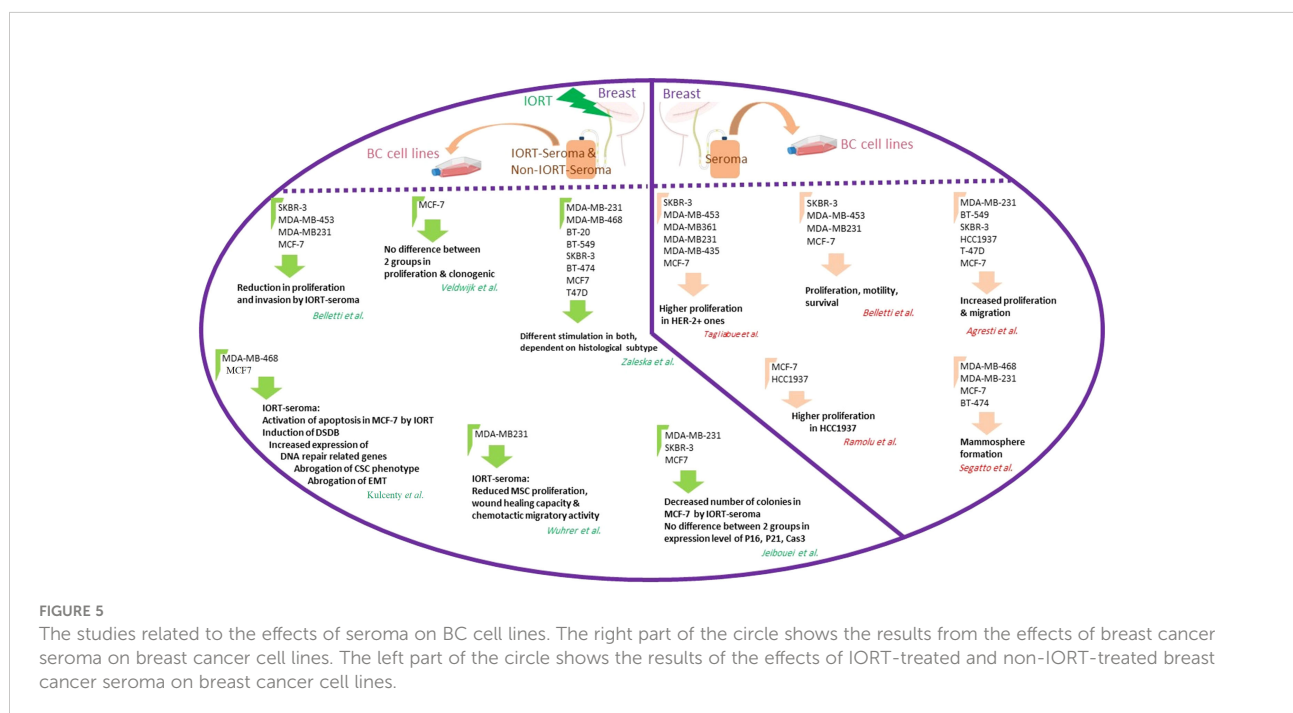 IORT
Breast
BC cell lines
IORT-Seroma &
Non-IORT-Seroma
Breast
Seroma
BC cell lines
SKBR-3
MDA-MB-453
MDA-MB231
MCF-7
Reduction in proliferation
and invasion by IORT-seroma
Belletti et al.
MCF-7
No difference between
2 groups in
proliferation & clonogenic
Veldwijk et al.
MDA-MB-231
MDA-MB-468
BT-20
BT-549
SKBR-3
BT-474
MCF7
T47D
Different stimulation in both,
dependent on histological subtype
Zaleska et al.
SKBR-3
MDA-MB-453
MDA-MB361
MDA-MB231
MDA-MB-435
MCF-7
Higher proliferation
in HER-2+ ones
Tagliabue et al.
SKBR-3
MDA-MB-453
MDA-MB231
MCF-7
Proliferation, motility,
survival
Belletti et al.
MDA-MB-231
BT-549
SKBR-3
HCC1937
T-47D
MCF-7
Increased proliferation
& migration
Agresti et al.
MDA-MB-468
MCF7
IORT-seroma:
Activation of apoptosis in MCF-7 by IORT
Induction of DSDB
Increased expression of
DNA repair related genes
Abrogation of CSC phenotype
Abrogation of EMT
Kulcenty et al.
MDA-MB231
IORT-seroma:
Reduced MSC proliferation,
wound healing capacity &
chemotactic migratory activity
Wuhrer et al.
MDA-MB-231
SKBR-3
MCF7
Decreased number of colonies in
MCF-7 by IORT-seroma
No difference between 2 groups in
expression level of P16, P21, Cas3
Jeibouei et al.
MCF-7
HCC1937
Higher proliferation
in HCC1937
Ramolu et al.
MDA-MB-468
MDA-MB-231
MCF-7
BT-474
Mammosphere
formation
Segatto et al.
FIGURE 5
The studies related to the effects of seroma on BC cell lines. The right part of the circle shows the results from the effects of breast cancer
seroma on breast cancer cell lines. The left part of the circle shows the results of the effects of IORT-treated and non-IORT-treated breast
cancer seroma on breast cancer cell lines.